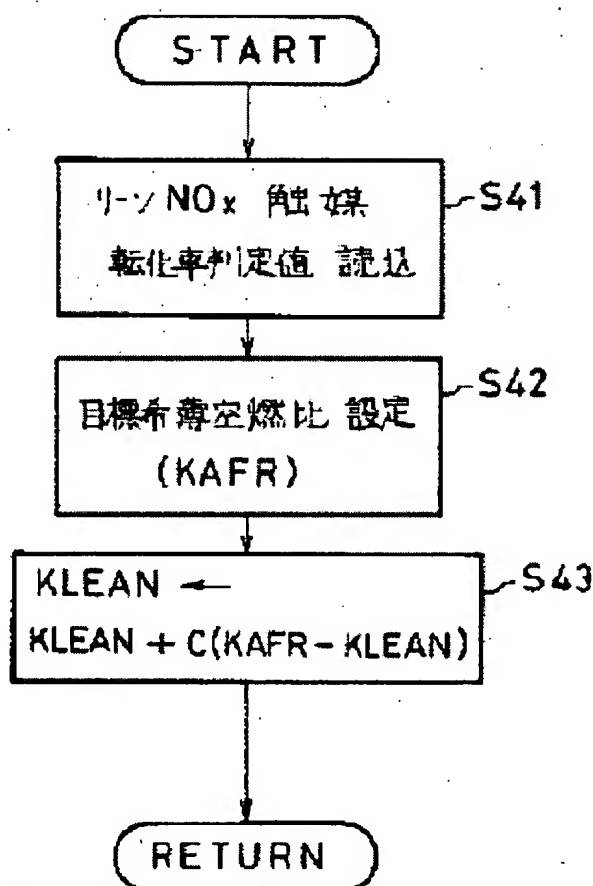 START
リーンNOx 触媒
転化率判定値 読込
S41
目標希薄空燃比 設定
(KAFR)
S42
KLEAN ←
KLEAN + C(KAFR - KLEAN)
S43
RETURN